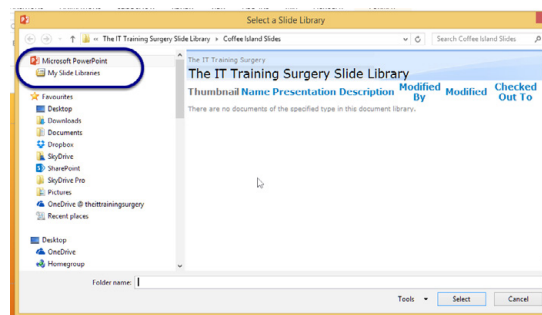 Select a Slide Library
« The IT Training Surgery Slide Library ▸ Coffee Island Slides
Search Coffee Island Slides
Microsoft PowerPoint
My Slide Libraries
Favourites
Desktop
Downloads
Documents
Dropbox
SkyDrive
SharePoint
SkyDrive Pro
Pictures
OneDrive @ theittrainingsurgery
Recent places
Desktop
OneDrive
Homegroup
The IT Training Surgery
The IT Training Surgery Slide Library
Thumbnail Name Presentation Description Modified By Modified Checked Out To
There are no documents of the specified type in this document library.
Folder name:
Tools Select Cancel